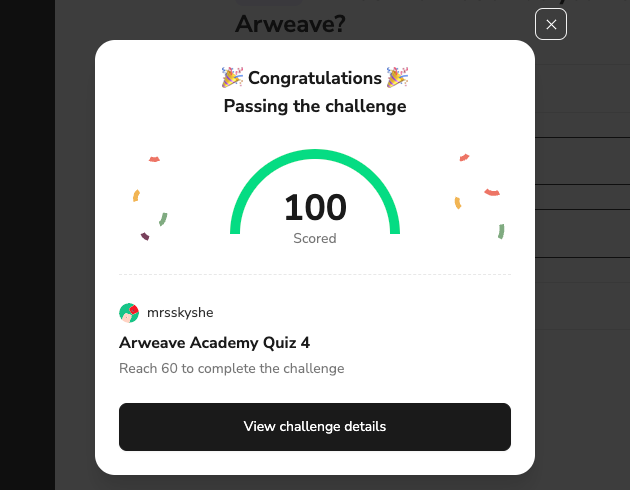 Arweave?
Congratulations
Passing the challenge
100
Scored
mrsskyshe
Arweave Academy Quiz 4
Reach 60 to complete the challenge
View challenge details